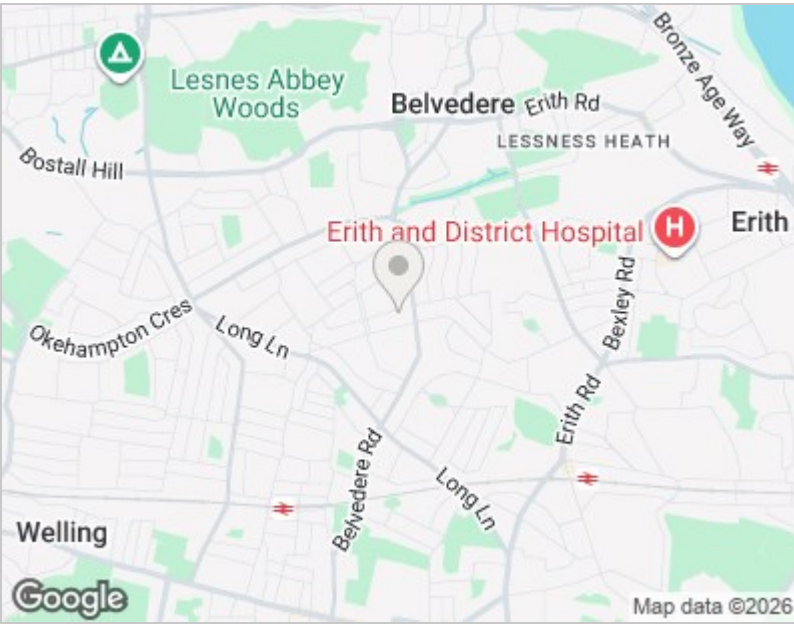 Bronze Age Way
Lesnes Abbey
Woods
Belvedere
Erith Rd
LESSNESS HEATH
Bostall Hill
Erith
Erith and District Hospital
H
Bexley Rd
Okehampton Cres
Long Ln
Erith Rd
Belvedere Rd
Long Ln
Welling
Google
Map data ©2026